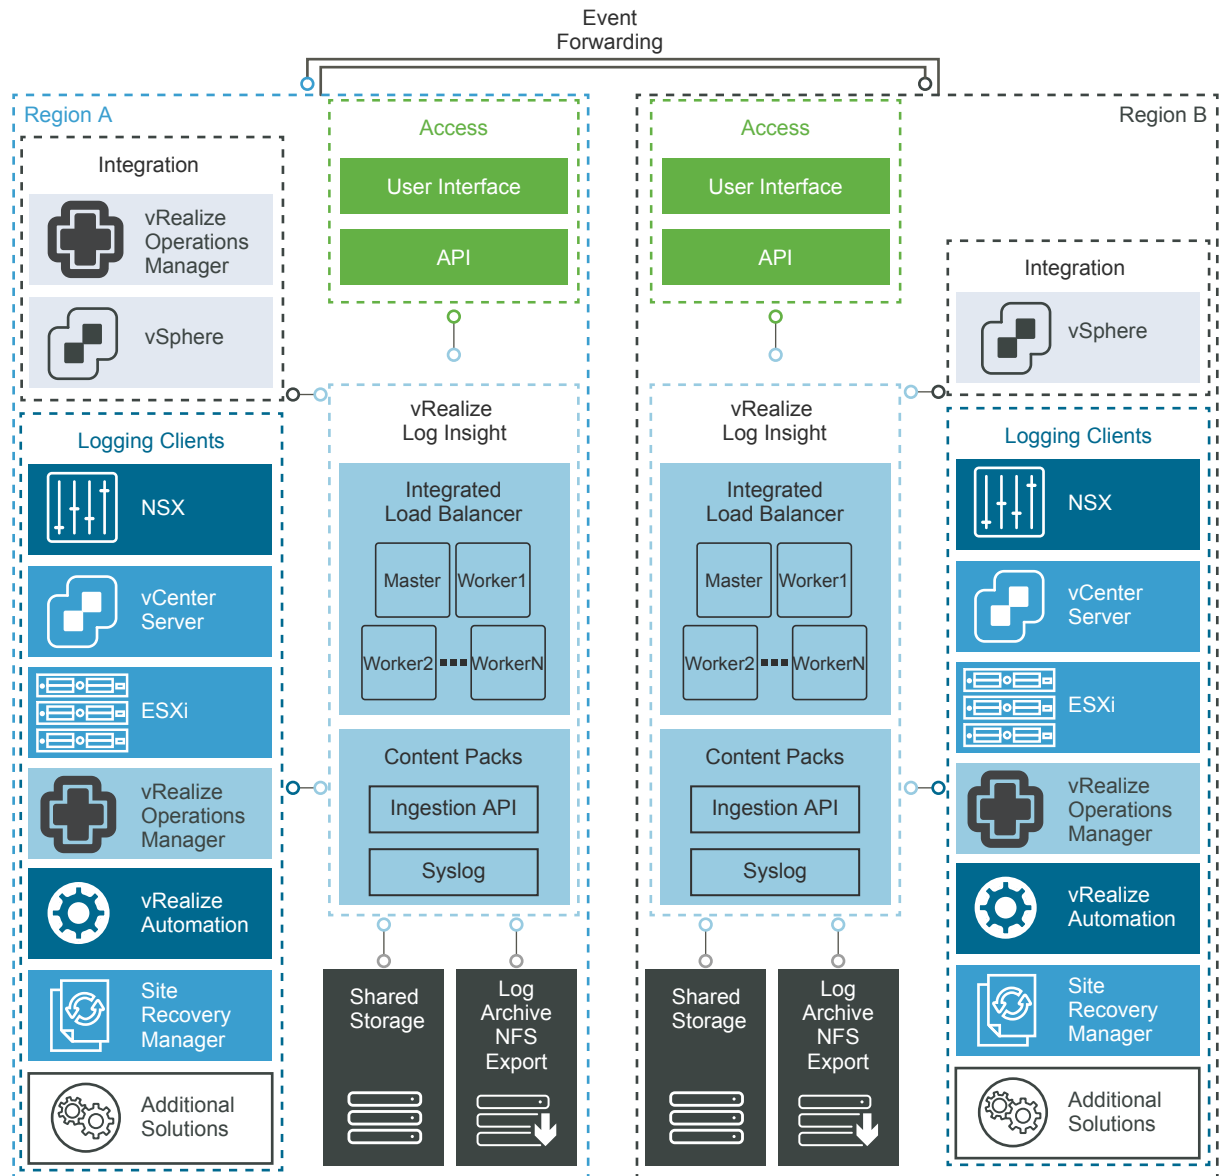 Event
Forwarding
Region A
Integration
vRealize
Operations
Manager
vSphere
Logging Clients
NSX
vCenter
Server
ESXi
vRealize
Operations
Manager
vRealize
Automation
Site
Recovery
Manager
Additional
Solutions
Access
User Interface
API
vRealize
Log Insight
Integrated
Load Balancer
Master
Worker1
Worker2
WorkerN
Content Packs
Ingestion API
Syslog
Shared
Storage
Log
Archive
NFS
Export
Region B
Access
User Interface
API
vRealize
Log Insight
Integrated
Load Balancer
Master
Worker1
Worker2
WorkerN
Content Packs
Ingestion API
Syslog
Shared
Storage
Log
Archive
NFS
Export
Integration
vSphere
Logging Clients
NSX
vCenter
Server
ESXi
vRealize
Operations
Manager
vRealize
Automation
Site
Recovery
Manager
Additional
Solutions